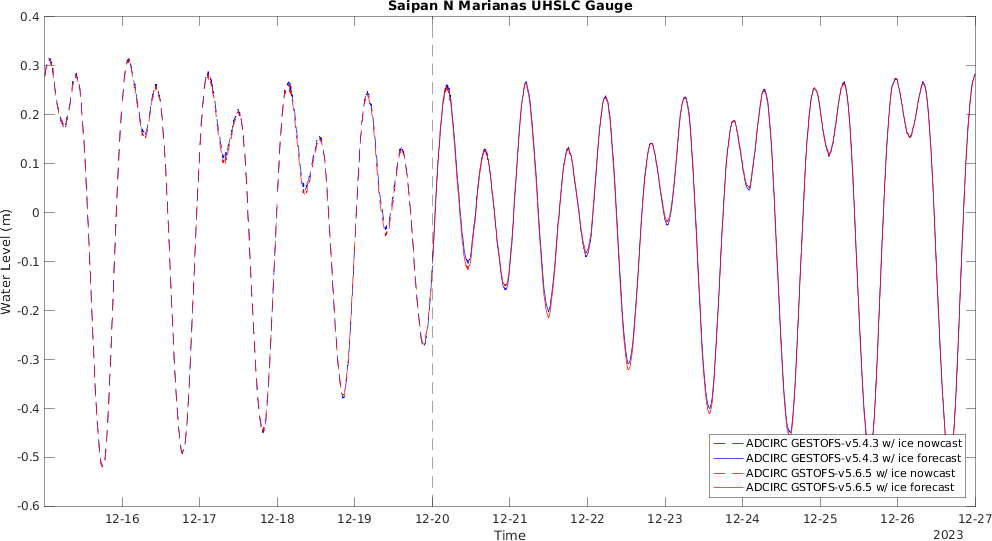 Saipan N Marianas UHSLC Gauge
0.4
0.3
0.2
0.1
0
-0.1
-0.2
-0.3
-0.4
-0.5
-0.6
Water Level (m)
ADCIRC GESTOFS-v5.4.3 w/ ice nowcast
ADCIRC GESTOFS-v5.4.3 w/ ice forecast
ADCIRC GSTOFS-v5.6.5 w/ ice nowcast
ADCIRC GSTOFS-v5.6.5 w/ ice forecast
12-16 12-17 12-18 12-19 12-20 12-21 12-22 12-23 12-24 12-25 12-26 12-27
Time
2023